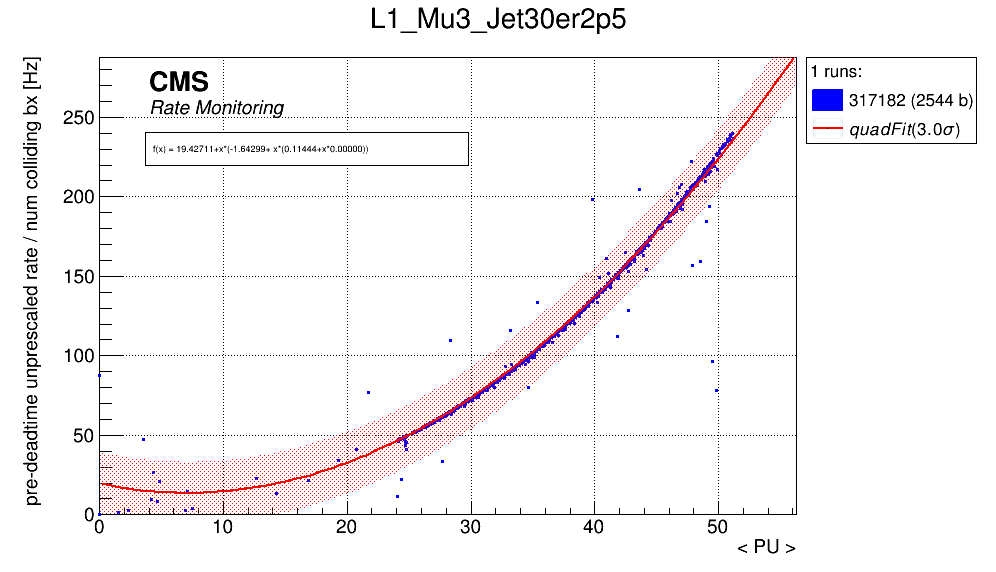 L1_Mu3_Jet30er2p5
pre-deadtime unprescaled rate / num colliding bx [Hz]
CMS
Rate Monitoring
f(x) = 19.42711+x*(-1.64299+ x*(0.11444+x*0.00000))
250
200
150
100
50
0
0 10 20 30 40 50
< PU >
1 runs:
317182 (2544 b)
quadFit(3.0σ)